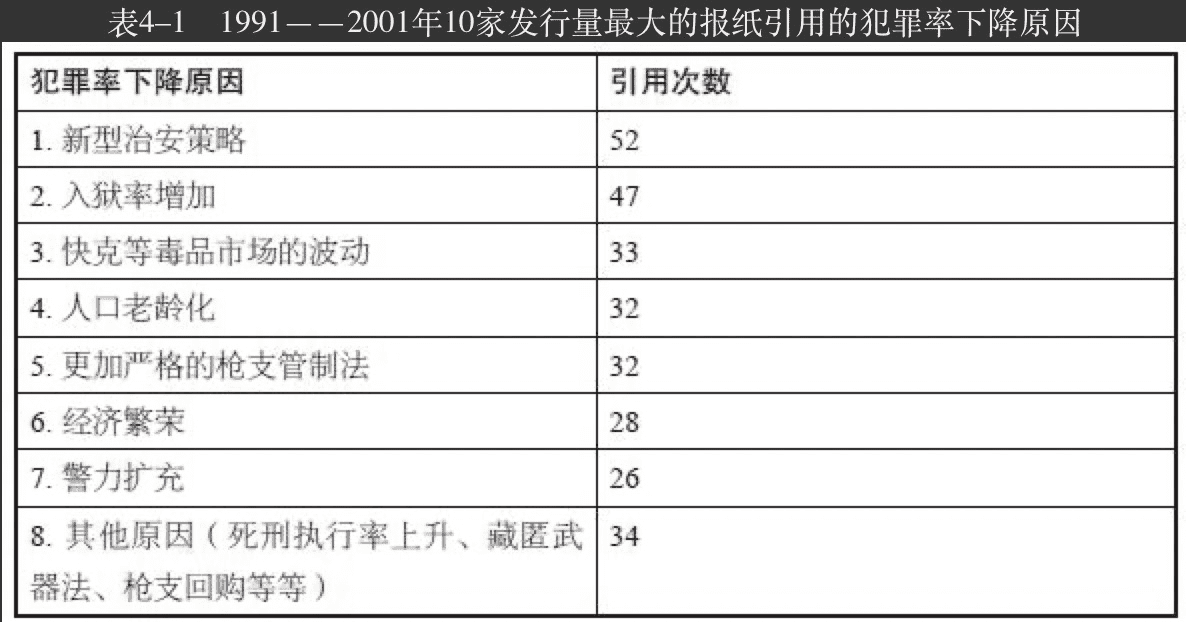 表4–1 1991——2001年10家发行量最大的报纸引用的犯罪率下降原因
犯罪率下降原因 引用次数
1. 新型治安策略 52
2. 入狱率增加 47
3. 快克等毒品市场的波动 33
4. 人口老龄化 32
5. 更加严格的枪支管制法 32
6. 经济繁荣 28
7. 警力扩充 26
8. 其他原因（死刑执行率上升、藏匿武 34
器法、枪支回购等等）